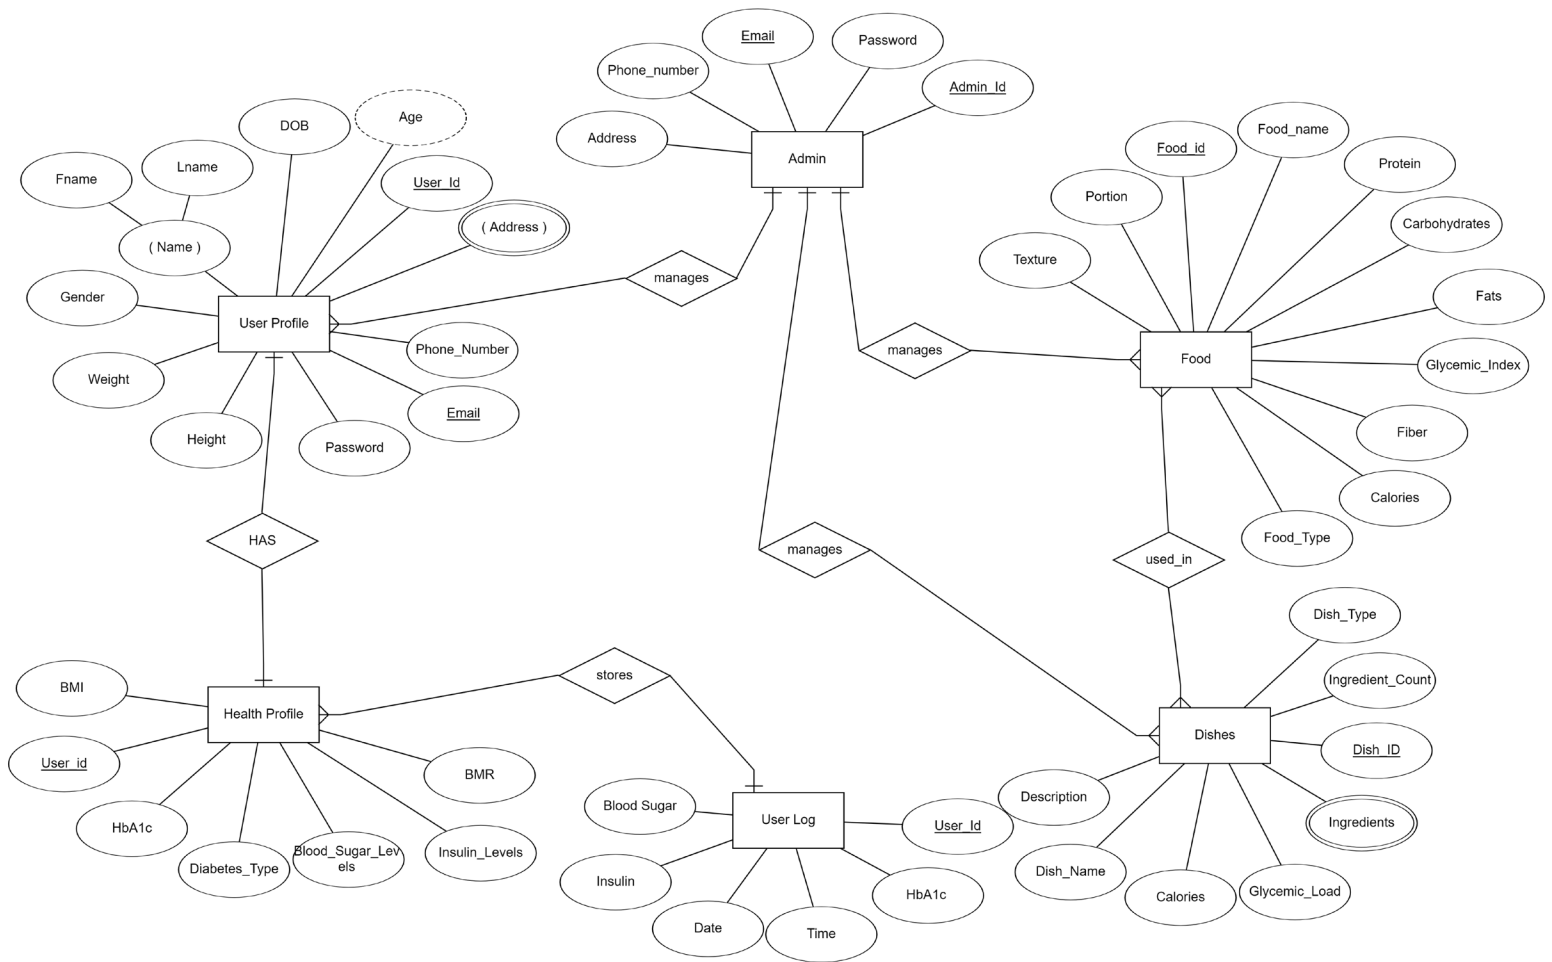 Email
Password
Phone_number
Admin_Id
Address
Admin
Age
DOB
Lname
Fname
User_Id
( Address )
( Name )
Gender
User Profile
Phone_Number
Weight
Email
Height
Password
manages
manages
manages
Food_name
Food_id
Protein
Portion
Carbohydrates
Texture
Fats
Food
Glycemic_Index
Fiber
Calories
Food_Type
HAS
used_in
stores
BMI
Health Profile
User_id
BMR
HbA1c
Diabetes_Type
Blood_Sugar_Lev
els
Insulin_Levels
Blood Sugar
User Log
User_Id
Insulin
HbA1c
Date
Time
Dish_Type
Ingredient_Count
Dishes
Dish_ID
Description
Ingredients
Dish_Name
Calories
Glycemic_Load